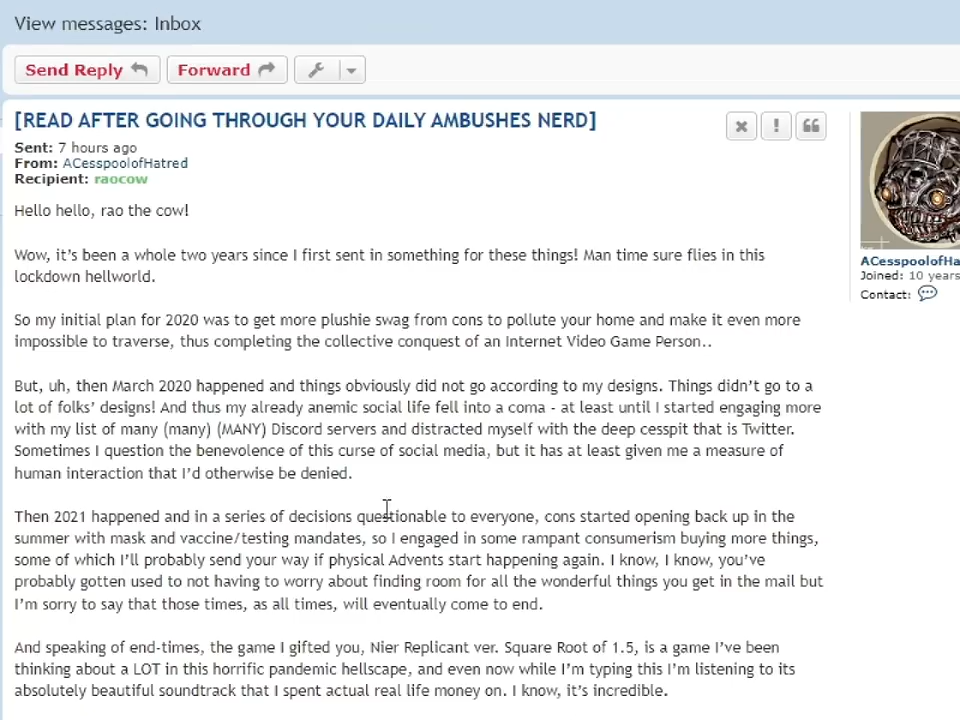 View messages: Inbox
Send Reply
Forward
[READ AFTER GOING THROUGH YOUR DAILY AMBUSHES NERD]
Sent: 7 hours ago
From: ACesspoolofHatred
Recipient: raocow
Hello hello, rao the cow!
Wow, it's been a whole two years since I first sent in something for these things! Man time sure flies in this
lockdown hellworld.
So my initial plan for 2020 was to get more plushie swag from cons to pollute your home and make it even more
impossible to traverse, thus completing the collective conquest of an Internet Video Game Person..
But, uh, then March 2020 happened and things obviously did not go according to my designs. Things didn't go to a
lot of folks' designs! And thus my already anemic social life fell into a coma - at least until I started engaging more
with my list of many (many) (MANY) Discord servers and distracted myself with the deep cesspit that is Twitter.
Sometimes I question the benevolence of this curse of social media, but it has at least given me a measure of
human interaction that I'd otherwise be denied.
Then 2021 happened and in a series of decisions questionable to everyone, cons started opening back up in the
summer with mask and vaccine/testing mandates, so I engaged in some rampant consumerism buying more things,
some of which I'll probably send your way if physical Advents start happening again. I know, I know, you've
probably gotten used to not having to worry about finding room for all the wonderful things you get in the mail but
I'm sorry to say that those times, as all times, will eventually come to end.
And speaking of end-times, the game I gifted you, Nier Replicant ver. Square Root of 1.5, is a game I've been
thinking about a LOT in this horrific pandemic hellscape, and even now while I'm typing this I'm listening to its
absolutely beautiful soundtrack that I spent actual real life money on. I know, it's incredible.
ACesspoolofHa
Joined: 10 years
Contact: